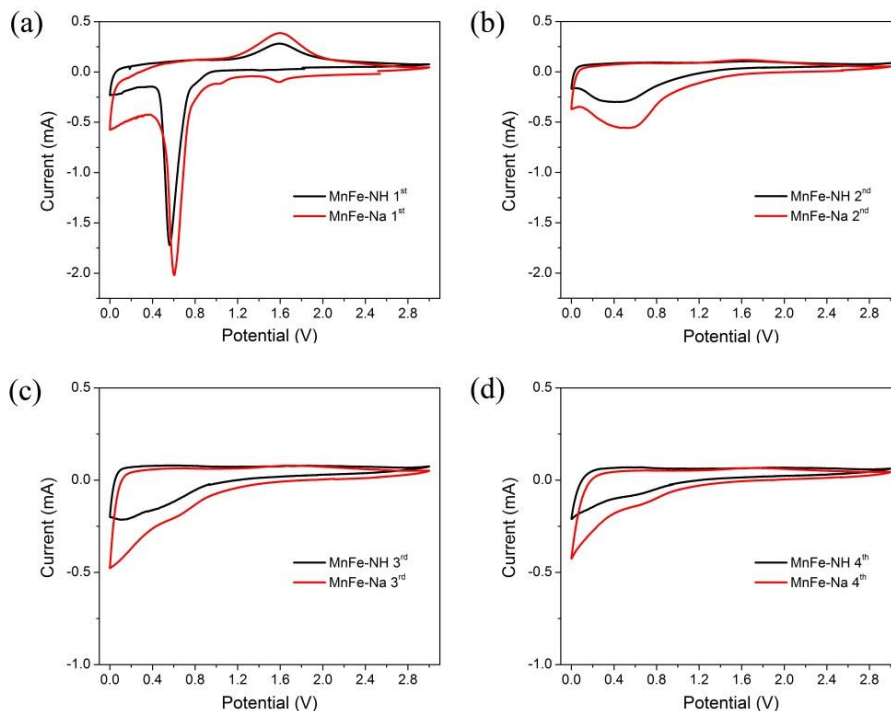 (a)
0.5
0.0
-0.5
-1.0
-1.5
-2.0
Current (mA)
MnFe-NH 1st
MnFe-Na 1st
0.0 0.4 0.8 1.2 1.6 2.0 2.4 2.8
Potential (V)
(b)
0.5
0.0
-0.5
-1.0
-1.5
-2.0
Current (mA)
MnFe-NH 2nd
MnFe-Na 2nd
0.0 0.4 0.8 1.2 1.6 2.0 2.4 2.8
Potential (V)
(c)
0.5
0.0
-0.5
-1.0
Current (mA)
MnFe-NH 3rd
MnFe-Na 3rd
0.0 0.4 0.8 1.2 1.6 2.0 2.4 2.8
Potential (V)
(d)
0.5
0.0
-0.5
-1.0
Current (mA)
MnFe-NH 4th
MnFe-Na 4th
0.0 0.4 0.8 1.2 1.6 2.0 2.4 2.8
Potential (V)